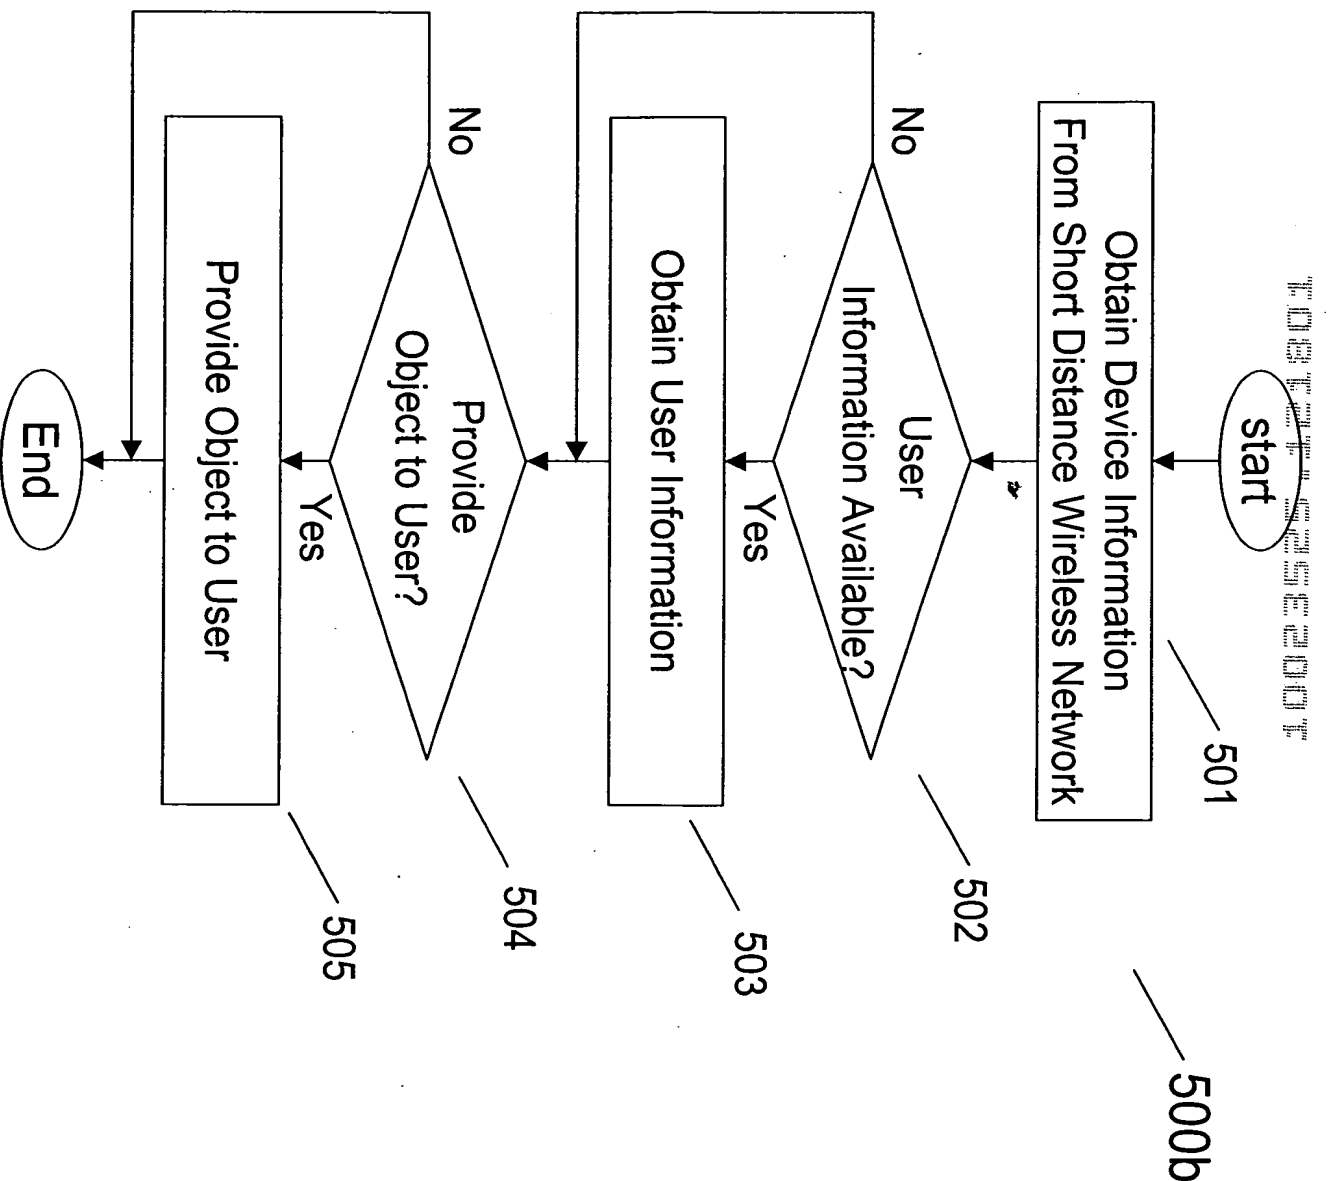 start
Obtain Device Information
From Short Distance Wireless Network
501
500b
User
Information Available?
No
Yes
502
Obtain User Information
503
Provide
Object to User?
No
Yes
504
Provide Object to User
505
End